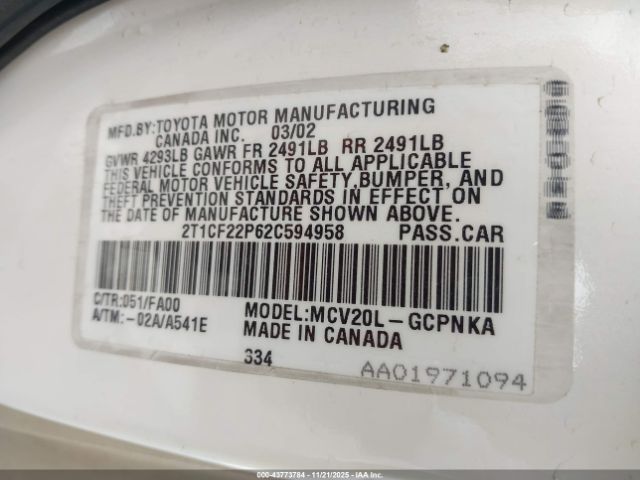 MFD.BY:TOYOTA MOTOR MANUFACTURING
CANADA INC. 03/02
GVWR 4293LB GAWR FR 2491LB RR 2491LB
THIS VEHICLE CONFORMS TO ALL APPLICABLE
FEDERAL MOTOR VEHICLE SAFETY,BUMPER, AND
THEFT PREVENTION STANDARDS IN EFFECT ON
THE DATE OF MANUFACTURE SHOWN ABOVE.
2T1CF22P62C594958 PASS.CAR
C/TR:051/FA00 MODEL:MCV20L-GCPNKA
A/TM:-02A/A541E MADE IN CANADA
334
AA01971094
000-43773784 - 11/21/2025 - IAA Inc.